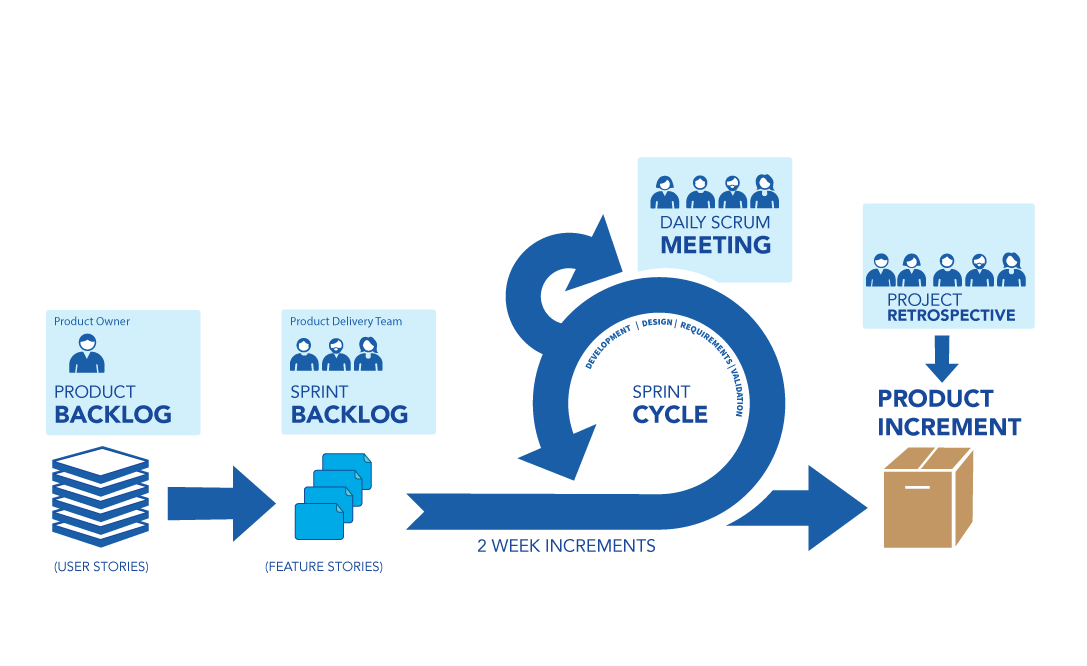 DAILY SCRUM
MEETING
PROJECT
RETROSPECTIVE
Product Owner
PRODUCT
BACKLOG
Product Delivery Team
SPRINT
BACKLOG
DEVELOPMENT | DESIGN | REQUIREMENTS | VALIDATION
SPRINT
CYCLE
PRODUCT
INCREMENT
2 WEEK INCREMENTS
(USER STORIES)
(FEATURE STORIES)